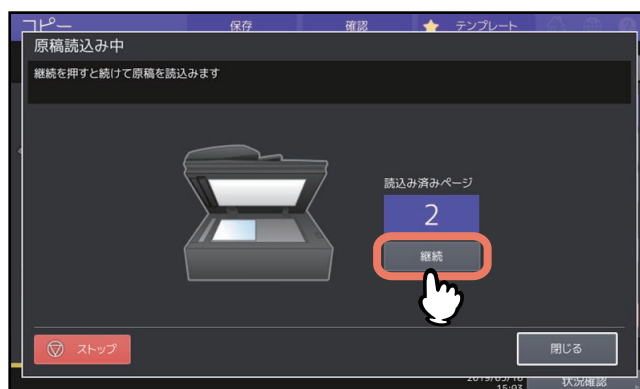 コピー 保存 確認 テンプレート
原稿読込み中
継続を押すと続けて原稿を読込みます
読込み済みページ
2
継続
ストップ
閉じる
15:03
状況確認